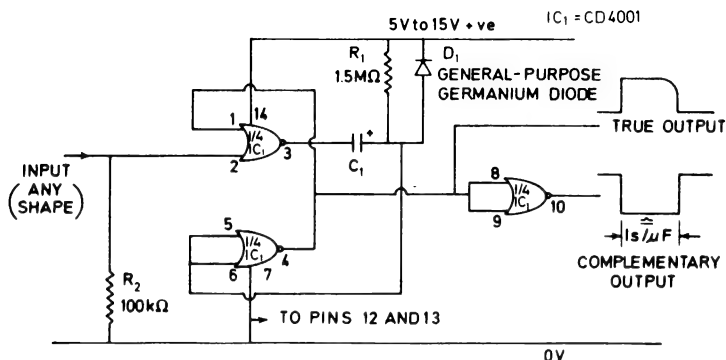 5V to 15V +ve
IC₁ = CD4001
R₁
1.5MΩ
D₁
GENERAL-PURPOSE
GERMANIUM DIODE
1
14
1/4
IC₁
2
3
+
C₁
TRUE OUTPUT
INPUT
ANY
SHAPE
8
1/4
IC₁
9
10
5
1/4
IC₁
6
7
4
≏
1s/μF
COMPLEMENTARY
OUTPUT
R₂
100kΩ
TO PINS 12 AND 13
0V